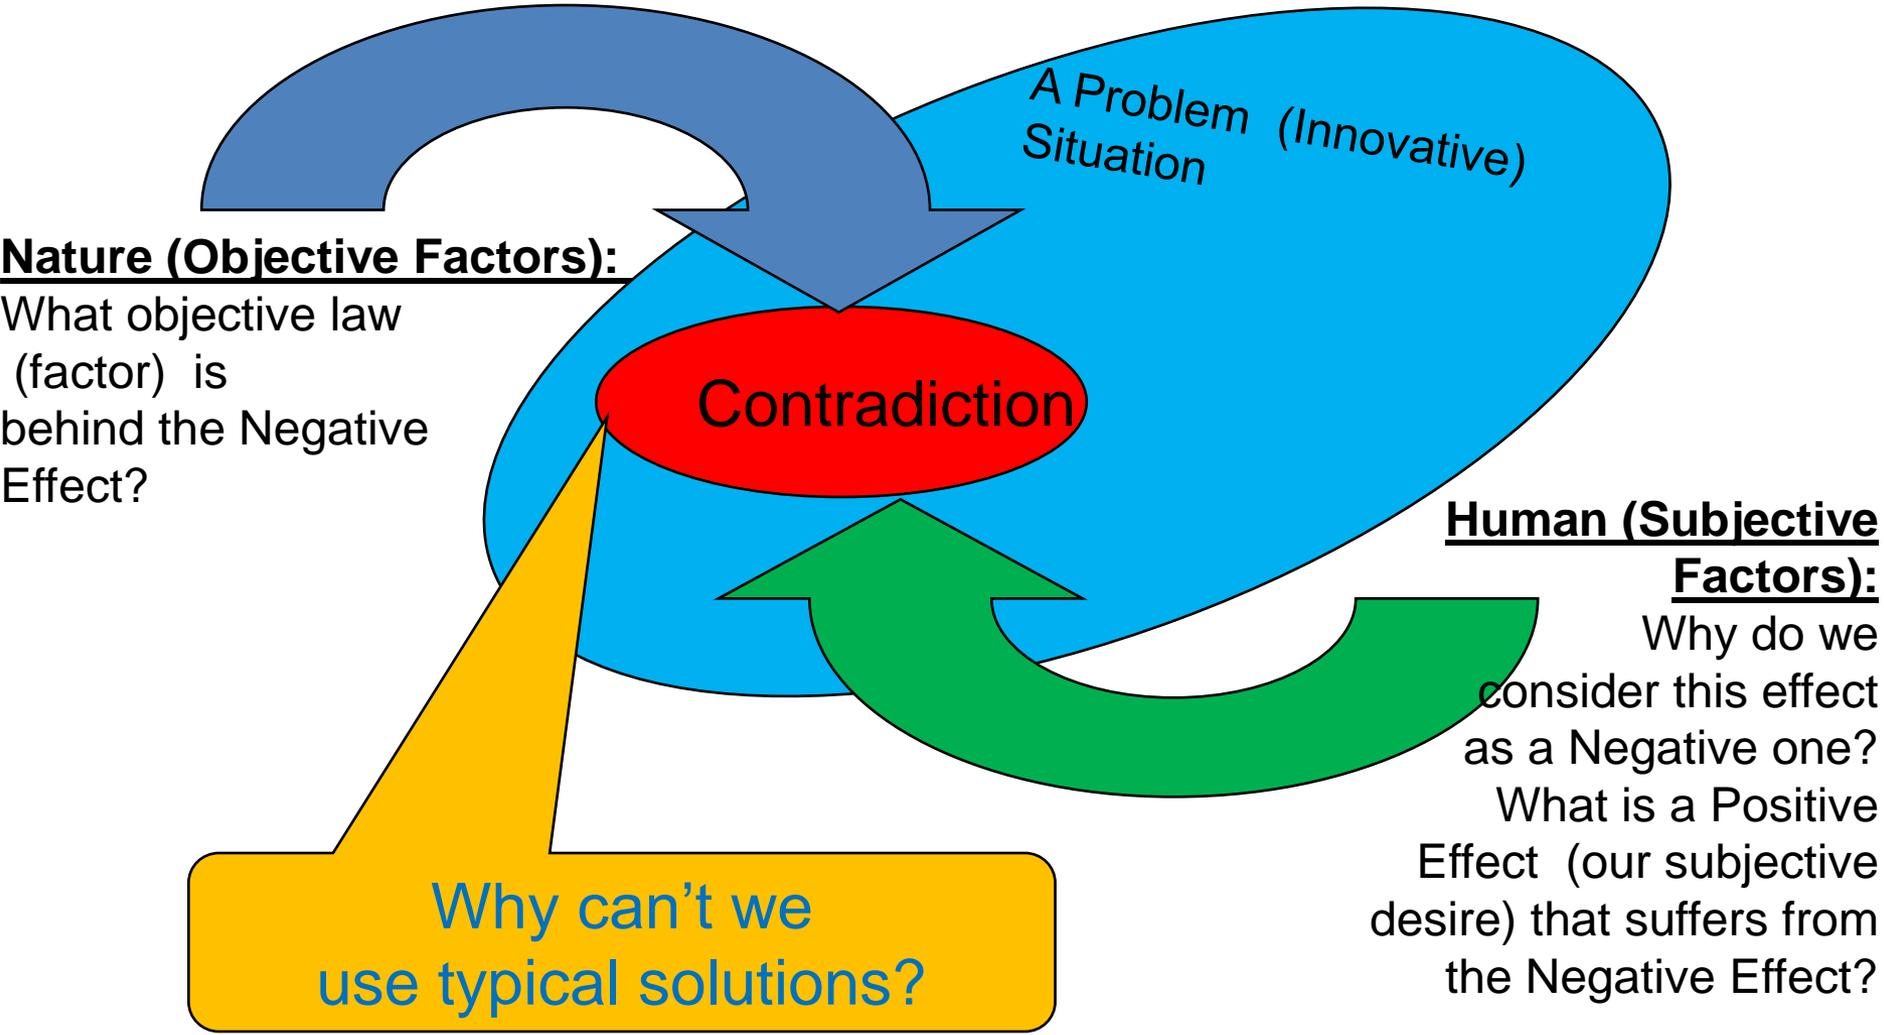 A Problem  (Innovative)
Situation
Nature (Objective Factors):
What objective law
(factor)  is
behind the Negative
Effect?
Contradiction
Human (Subjective
Factors):
Why do we
consider this effect
as a Negative one?
What is a Positive
Effect  (our subjective
desire) that suffers from
the Negative Effect?
Why can’t we
use typical solutions?